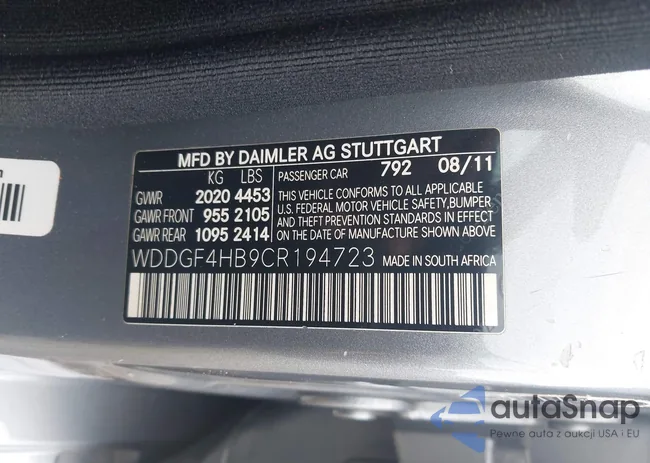 MFD BY DAIMLER AG STUTTGART
KG LBS PASSENGER CAR 792 08/11
GVWR 2020 4453 THIS VEHICLE CONFORMS TO ALL APPLICABLE
GAWR FRONT 955 2105 U.S. FEDERAL MOTOR VEHICLE SAFETY,BUMPER
AND THEFT PREVENTION STANDARDS IN EFFECT
GAWR REAR 1095 2414 ON THE DATE OF MANUFACTURE SHOWN ABOVE.
WDDGF4HB9CR194723 MADE IN SOUTH AFRICA
autoSnap
Pewne auta z aukcji USA i EU